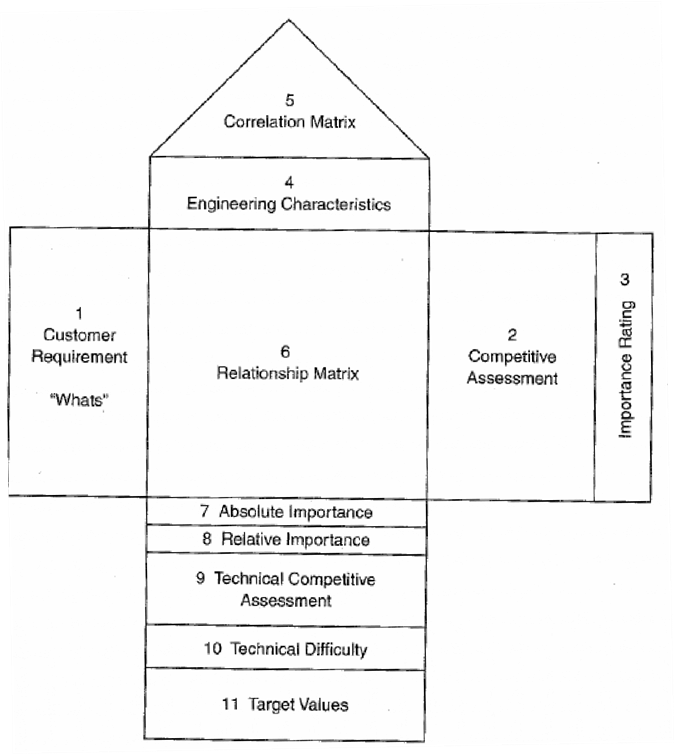 5
Correlation Matrix
4
Engineering Characteristics
1
Customer
Requirement
"Whats"
6
Relationship Matrix
2
Competitive
Assessment
3
Importance Rating
7 Absolute Importance
8 Relative Importance
9 Technical Competitive
Assessment
10 Technical Difficulty
11 Target Values